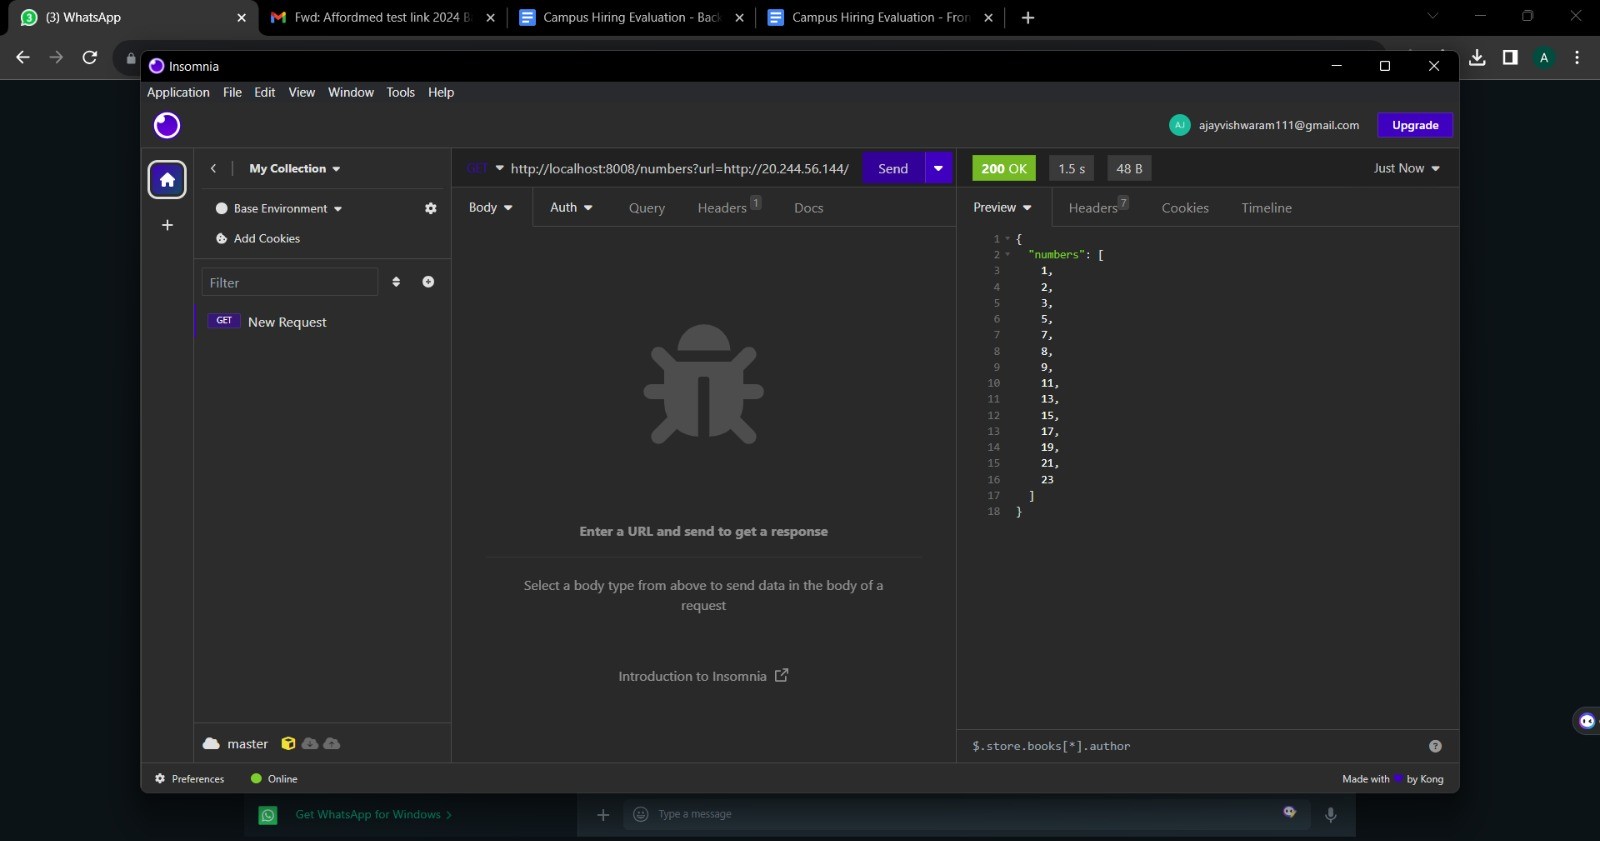 3 (3) WhatsApp
Fwd: Affordmed test link 2024 B
Campus Hiring Evaluation - Back
Campus Hiring Evaluation - Fron
A
Insomnia
Application File Edit View Window Tools Help
AJ ajayvishwaram111@gmail.com Upgrade
My Collection
GET http://localhost:8008/numbers?url=http://20.244.56.144/ Send
200 OK 1.5 s 48 B Just Now
Base Environment
Add Cookies
Filter
GET New Request
Body Auth Query Headers 1 Docs
Enter a URL and send to get a response
Select a body type from above to send data in the body of a
request
Introduction to Insomnia
Preview Headers 7 Cookies Timeline
1 {
2 "numbers": [
3 1,
4 2,
5 3,
6 5,
7 7,
8 8,
9 9,
10 11,
11 13,
12 15,
13 17,
14 19,
15 21,
16 23
17 ]
18 }
master
$.store.books[*].author ?
Preferences Online
Made with by Kong
Get WhatsApp for Windows >
Type a message